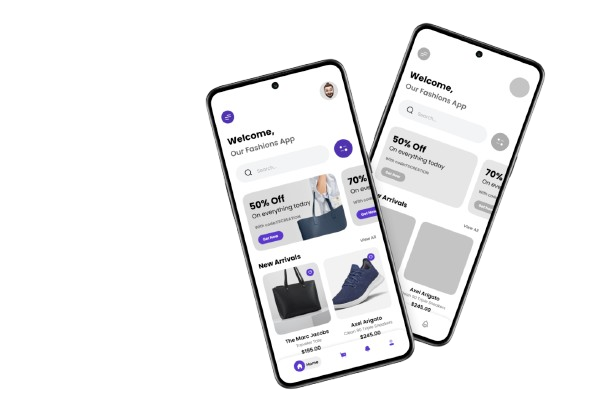 Welcome,
Our Fashions App
Search...
50% Off
On everything today
With code:FSCREATION
Get Now
70%
On eve
With code
Get Now
New Arrivals
View All
The Marc Jacobs
Traveler Tote
$195.00
Axel Arigato
Clean 90 Triple Sneakers
$245.00
Home
Welcome,
Our Fashions App
Search...
50% Off
On everything today
With code:FSCREATION
Get Now
70%
On eve
With
Get Now
Arrivals
View All
Axel Arigato
Clean 90 Triple Sneakers
$245.00